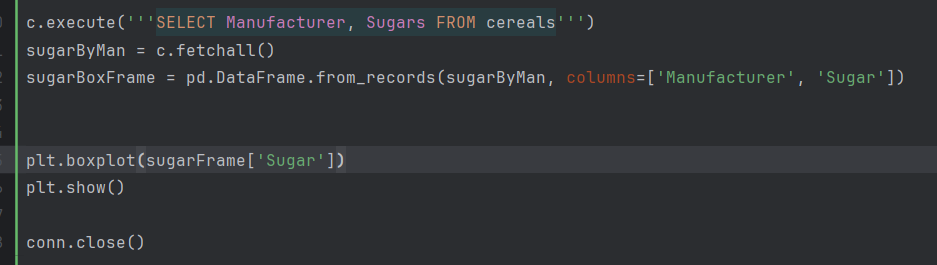 c.execute('''SELECT Manufacturer, Sugars FROM cereals''')
sugarByMan = c.fetchall()
sugarBoxFrame = pd.DataFrame.from_records(sugarByMan, columns=['Manufacturer', 'Sugar'])
plt.boxplot(sugarFrame['Sugar'])
plt.show()
conn.close()